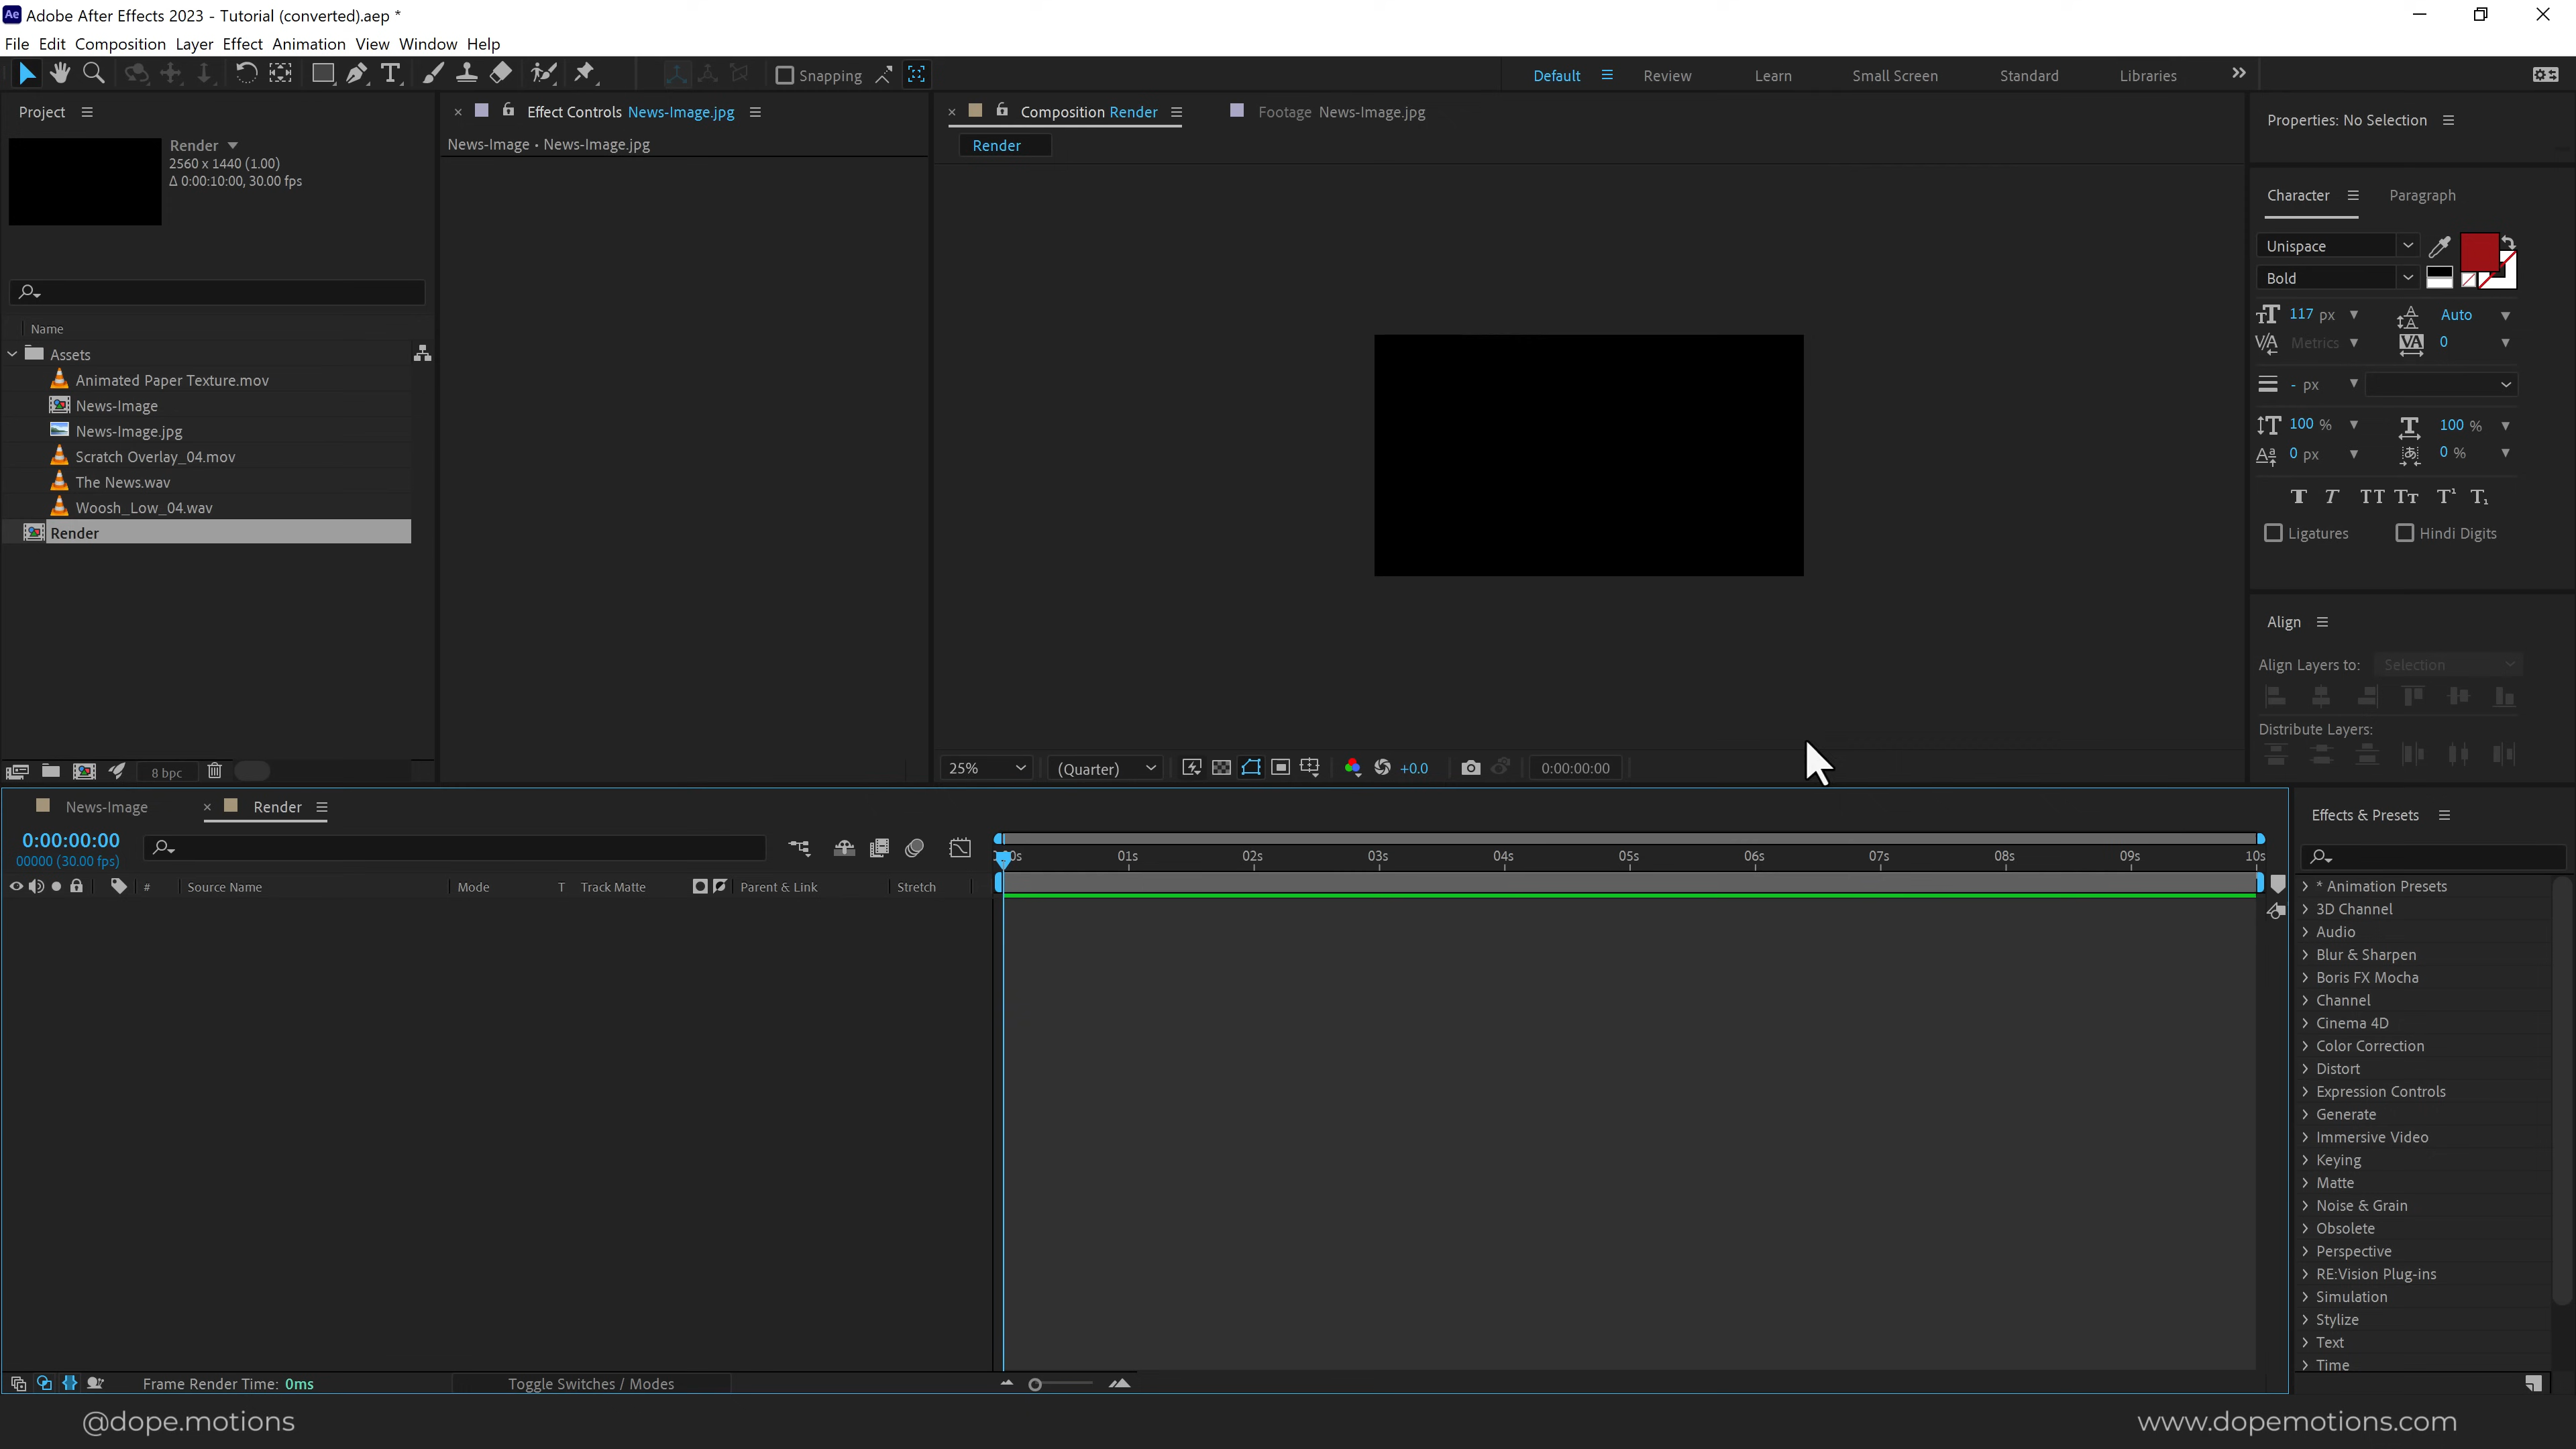 Adobe After Effects 2023 - Tutorial (converted).aep *
File Edit Composition Layer Effect Animation View Window Help
Snapping
Default Review Learn Small Screen Standard Libraries
Project
Render
2560 x 1440 (1.00)
Δ 0:00:10:00, 30.00 fps
Name
Assets
Animated Paper Texture.mov
News-Image
News-Image.jpg
Scratch Overlay_04.mov
The News.wav
Woosh_Low_04.wav
Render
8 bpc
Effect Controls News-Image.jpg
News-Image • News-Image.jpg
Composition Render
Footage News-Image.jpg
Render
25% (Quarter) +0.0 0:00:00:00
Properties: No Selection
Character Paragraph
Unispace
Bold
117 px Auto
Metrics 0
- px
100 % 100 %
0 px 0 %
Ligatures Hindi Digits
Align
Align Layers to: Selection
Distribute Layers:
News-Image Render
0:00:00:00
00000 (30.00 fps)
# Source Name Mode T Track Matte Parent & Link Stretch
01s 02s 03s 04s 05s 06s 07s 08s 09s 10s
Frame Render Time: 0ms Toggle Switches / Modes
Effects & Presets
* Animation Presets
3D Channel
Audio
Blur & Sharpen
Boris FX Mocha
Channel
Cinema 4D
Color Correction
Distort
Expression Controls
Generate
Immersive Video
Keying
Matte
Noise & Grain
Obsolete
Perspective
RE:Vision Plug-ins
Simulation
Stylize
Text
Time
@dope.motions
www.dopemotions.com